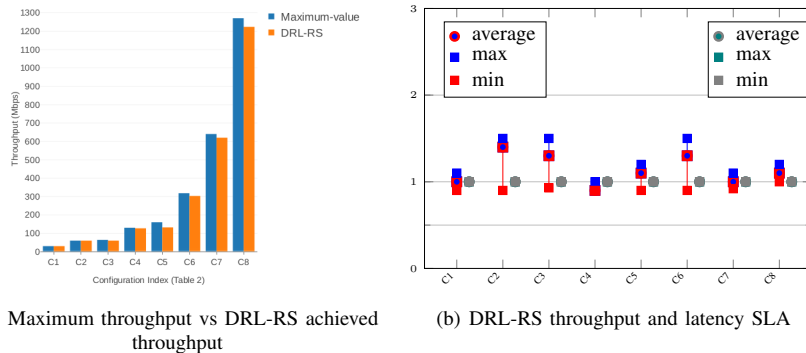 1300
1200
1100
1000
900
800
700
600
500
400
300
200
100
0
Throughput (Mbps)
C1 C2 C3 C4 C5 C6 C7 C8
Configuration Index (Table 2)
Maximum-value
DRL-RS
Maximum throughput vs DRL-RS achieved
throughput
3
2
1
0
average
max
min
average
max
min
C1 C2 C3 C4 C5 C6 C7 C8
(b) DRL-RS throughput and latency SLA